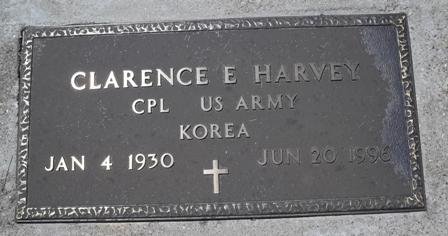 CLARENCE E HARVEY
CPL US ARMY
KOREA
JAN 4 1930 JUN 20 1996